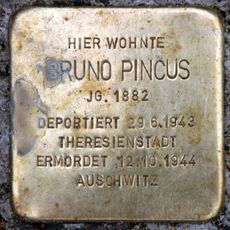 HIER WOHNTE
BRUNO PINCUS
JG. 1882
DEPORTIERT 29.6.1943
THERESIENSTADT
ERMORDET 12.10.1944
AUSCHWITZ